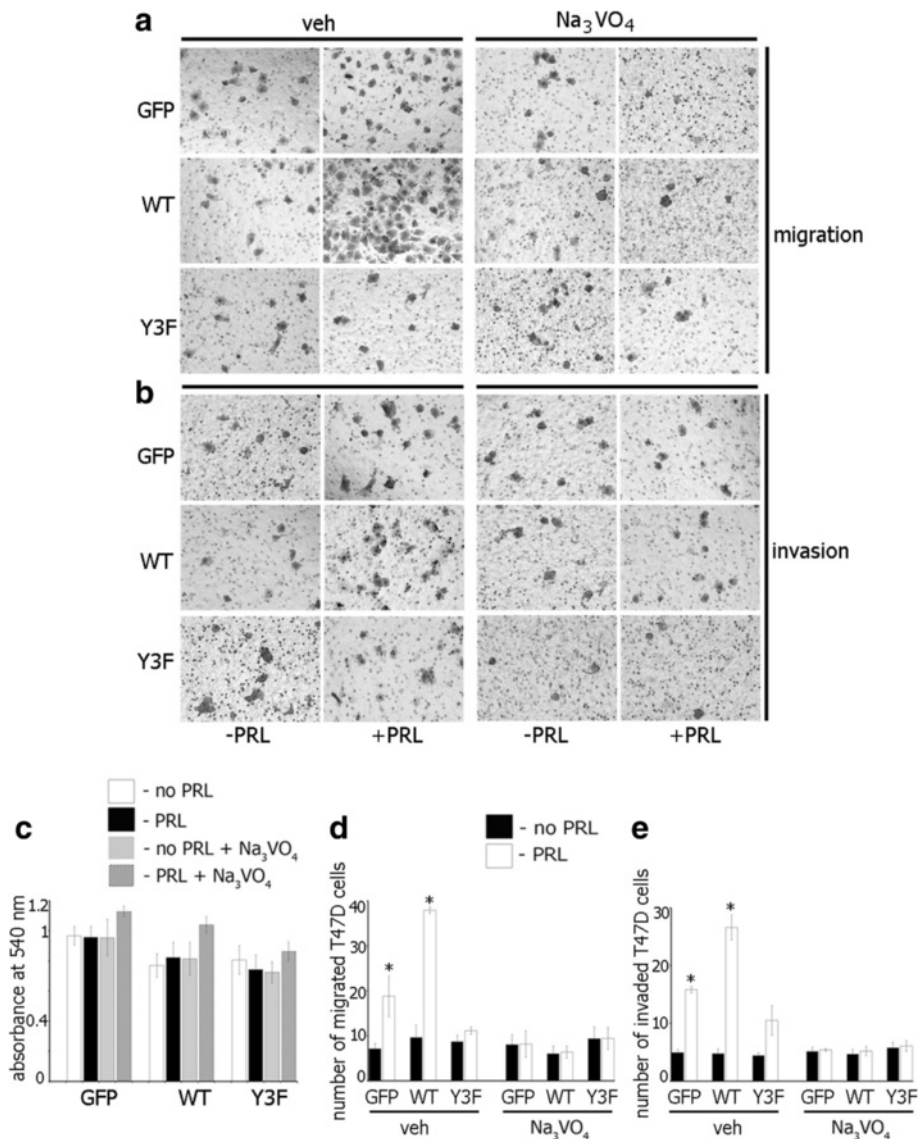 a
veh
Na₃VO₄
GFP
WT
Y3F
migration
b
GFP
WT
Y3F
invasion
-PRL
+PRL
-PRL
+PRL
c
- no PRL
- PRL
- no PRL + Na₃VO₄
- PRL + Na₃VO₄
absorbance at 540 nm
1.2
1
0.4
0
GFP
WT
Y3F
d
- no PRL
- PRL
number of migrated T47D cells
40
30
20
10
0
*
*
GFP WT Y3F
GFP WT Y3F
veh
Na₃VO₄
e
number of invaded T47D cells
30
20
10
0
*
*
GFP WT Y3F
GFP WT Y3F
veh
Na₃VO₄